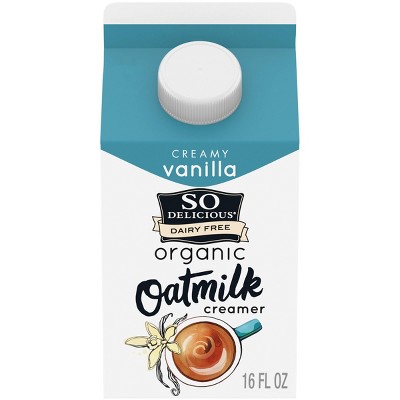 CREAMY
vanilla
SO
DELICIOUS®
DAIRY FREE
organic
Oatmilk
creamer
16 FL OZ